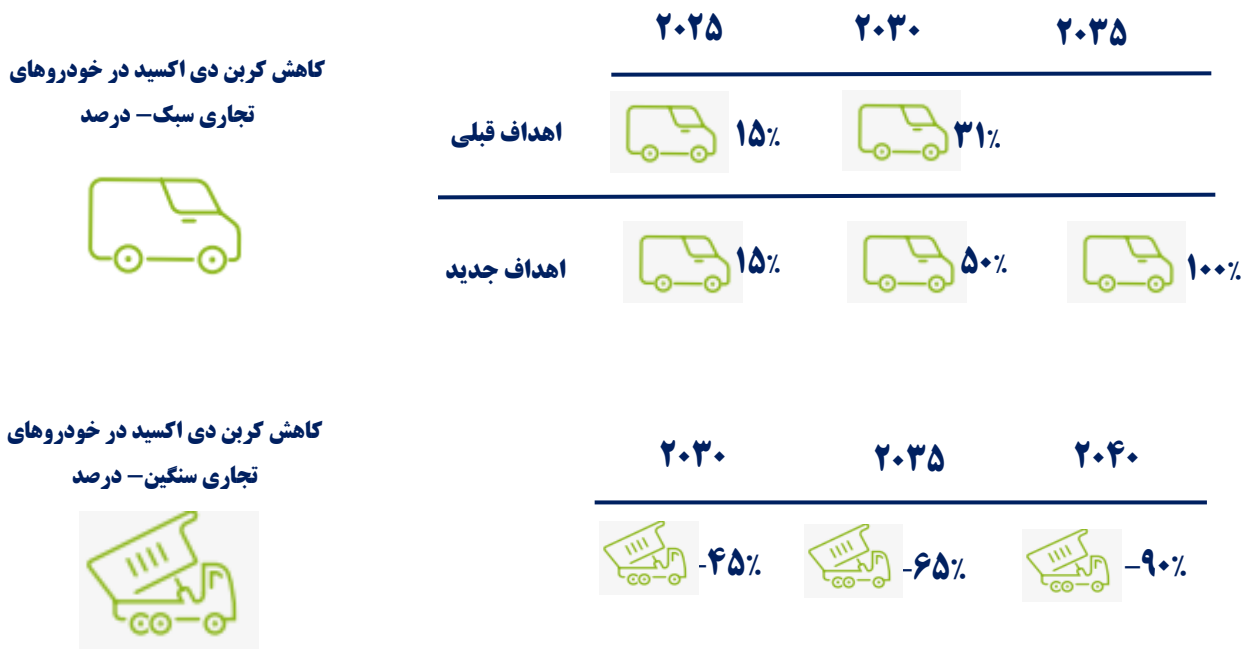 کاهش کربن دی اکسید در خودروهای
تجاری سبک- درصد
۲۰۲۵ ۲۰۳۰ ۲۰۳۵
اهداف قبلی ۱۵٪ ۳۱٪
اهداف جدید ۱۵٪ ۵۰٪ ۱۰۰٪
کاهش کربن دی اکسید در خودروهای
تجاری سنگین- درصد
۲۰۳۰ ۲۰۳۵ ۲۰۴۰
-۴۵٪ -۶۵٪ -۹۰٪